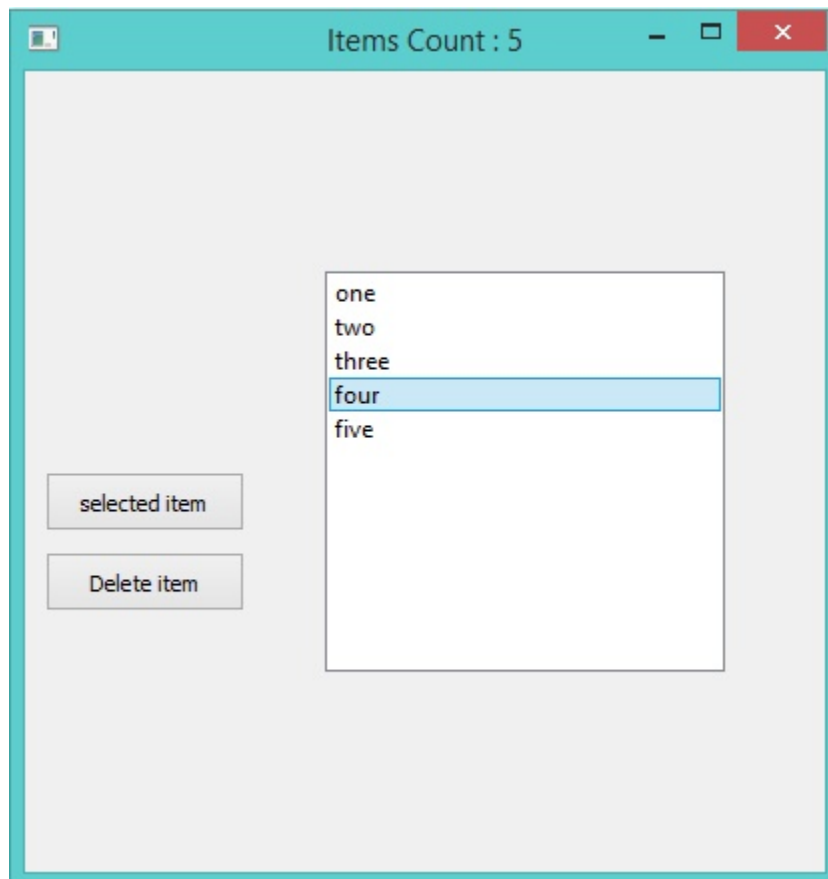 Items Count : 5
one
two
three
four
five
selected item
Delete item